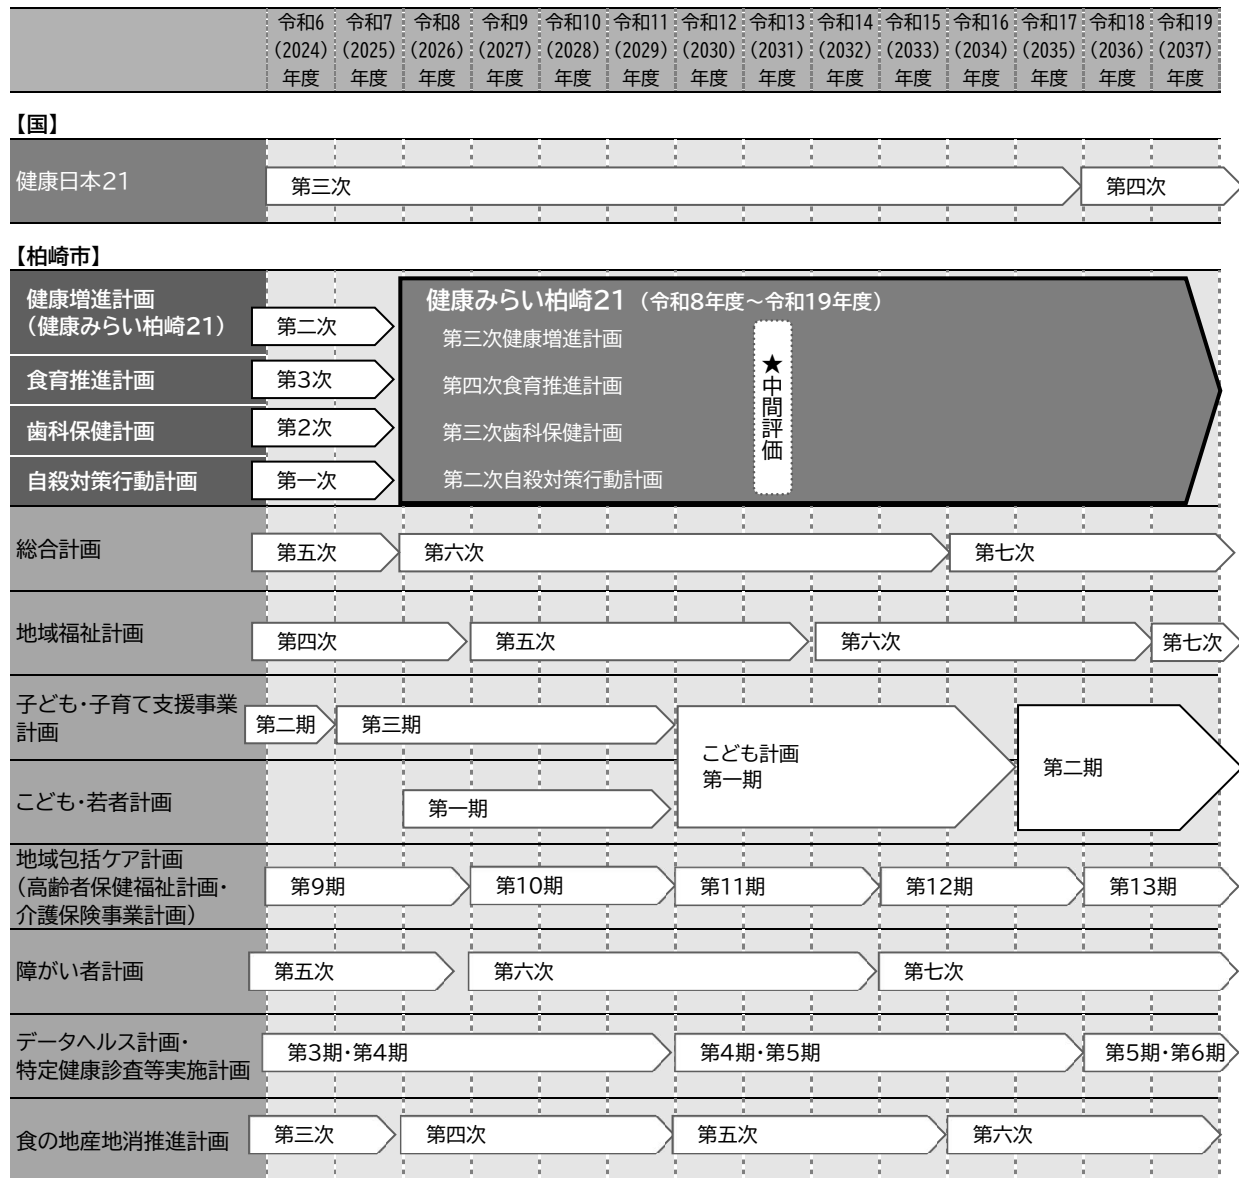 令和6 令和7 令和8 令和9 令和10 令和11 令和12 令和13 令和14 令和15 令和16 令和17 令和18 令和19
(2024) (2025) (2026) (2027) (2028) (2029) (2030) (2031) (2032) (2033) (2034) (2035) (2036) (2037)
年度 年度 年度 年度 年度 年度 年度 年度 年度 年度 年度 年度 年度 年度
【国】
健康日本21
第三次 第四次
【柏崎市】
健康増進計画
（健康みらい柏崎21）
第二次
食育推進計画
第3次
歯科保健計画
第2次
自殺対策行動計画
第一次
健康みらい柏崎21（令和8年度～令和19年度）
第三次健康増進計画
第四次食育推進計画
第三次歯科保健計画
第二次自殺対策行動計画
★中間評価
総合計画
第五次 第六次 第七次
地域福祉計画
第四次 第五次 第六次 第七次
子ども・子育て支援事業
計画
第二期 第三期
こども計画
第一期
第二期
こども・若者計画
第一期
地域包括ケア計画
（高齢者保健福祉計画・
介護保険事業計画）
第9期 第10期 第11期 第12期 第13期
障がい者計画
第五次 第六次 第七次
データヘルス計画・
特定健康診査等実施計画
第3期・第4期 第4期・第5期 第5期・第6期
食の地産地消推進計画
第三次 第四次 第五次 第六次